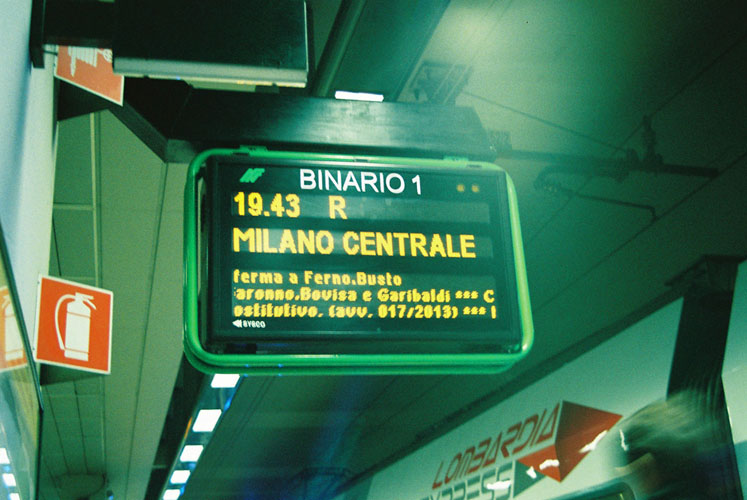 BINARIO 1
19.43 R
MILANO CENTRALE
ferma a Ferno.Busto
aronno.Bovisa e Garibaldi *** C
ostitutivo. (avv. 017/2013) ***
SYSCO
LOMBARDIA
EXPRESS